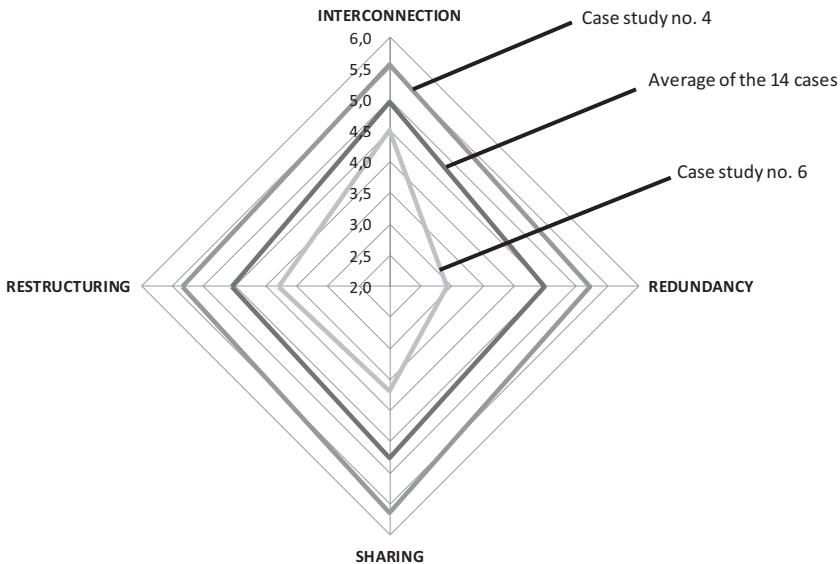 INTERCONNECTION
Case study no. 4
6,0
5,5
Average of the 14 cases
5,0
4,5
4,0
Case study no. 6
3,5
3,0
2,5
RESTRUCTURING
2,0
REDUNDANCY
SHARING